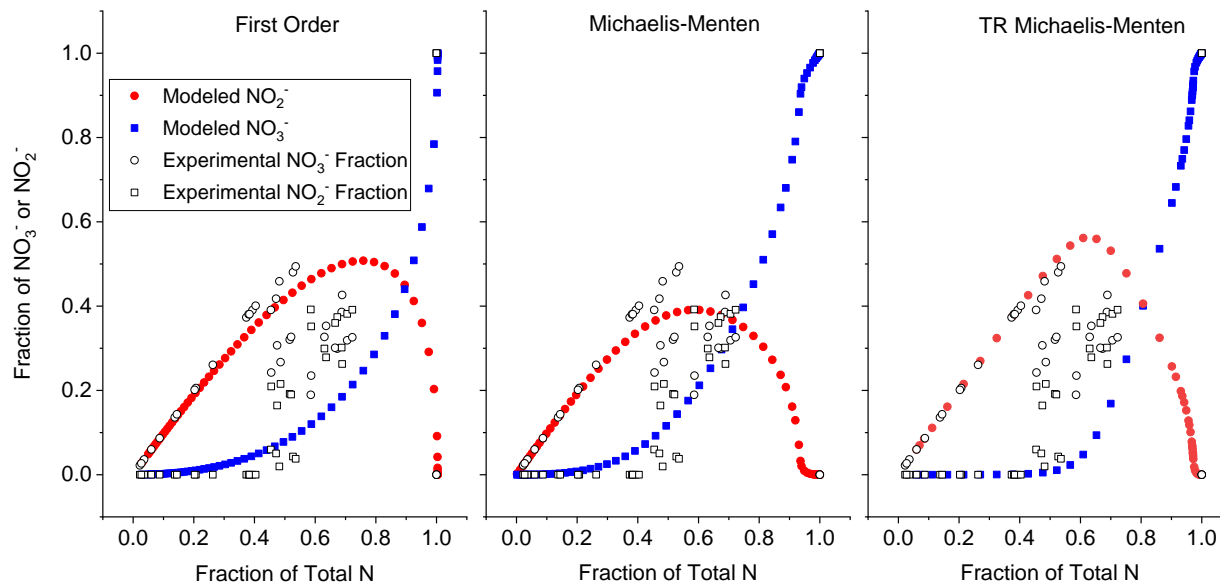 First Order
Michaelis-Menten
TR Michaelis-Menten
Fraction of NO₃⁻ or NO₂⁻
1.0
0.8
0.6
0.4
0.2
0.0
Modeled NO₂⁻
Modeled NO₃⁻
Experimental NO₃⁻ Fraction
Experimental NO₂⁻ Fraction
0.0 0.2 0.4 0.6 0.8 1.0
0.0 0.2 0.4 0.6 0.8 1.0
0.0 0.2 0.4 0.6 0.8 1.0
Fraction of Total N
Fraction of Total N
Fraction of Total N